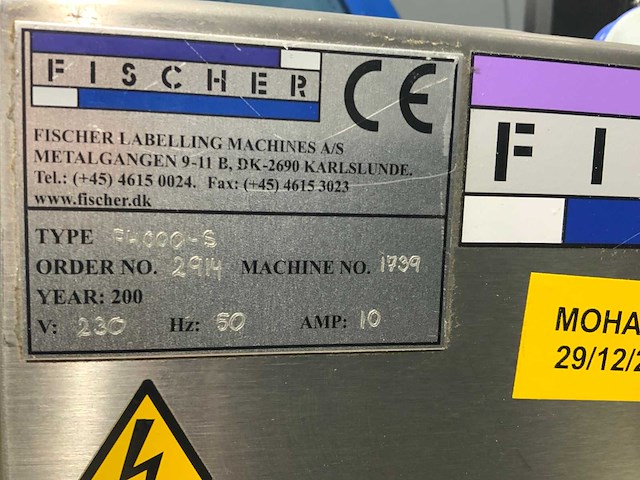 FISCHER
CE
FISCHER LABELLING MACHINES A/S
METALGANGEN 9-11 B, DK-2690 KARLSLUNDE.
Tel.: (+45) 4615 0024. Fax: (+45) 4615 3023
www.fischer.dk
TYPE
ORDER NO. 2914 MACHINE NO. 1739
YEAR: 200
V: 230 Hz: 50 AMP: 10
FI
MOHA
29/12/2